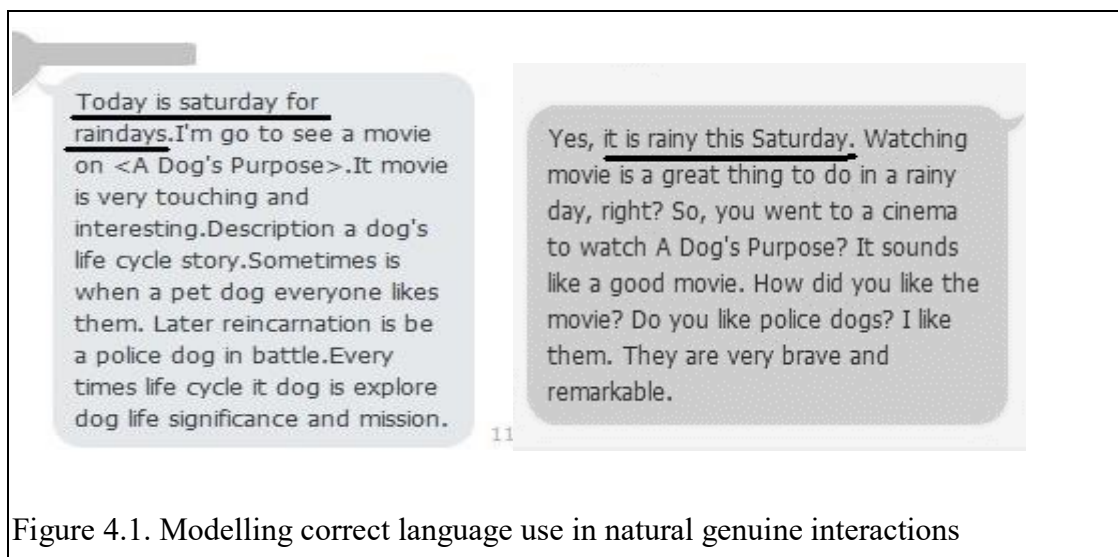 Today is saturday for
raindays.I'm go to see a movie
on <A Dog's Purpose>.It movie
is very touching and
interesting.Description a dog's
life cycle story.Sometimes is
when a pet dog everyone likes
them. Later reincarnation is be
a police dog in battle.Every
times life cycle it dog is explore
dog life significance and mission.
11
Yes, it is rainy this Saturday. Watching
movie is a great thing to do in a rainy
day, right? So, you went to a cinema
to watch A Dog's Purpose? It sounds
like a good movie. How did you like the
movie? Do you like police dogs? I like
them. They are very brave and
remarkable.
Figure 4.1. Modelling correct language use in natural genuine interactions